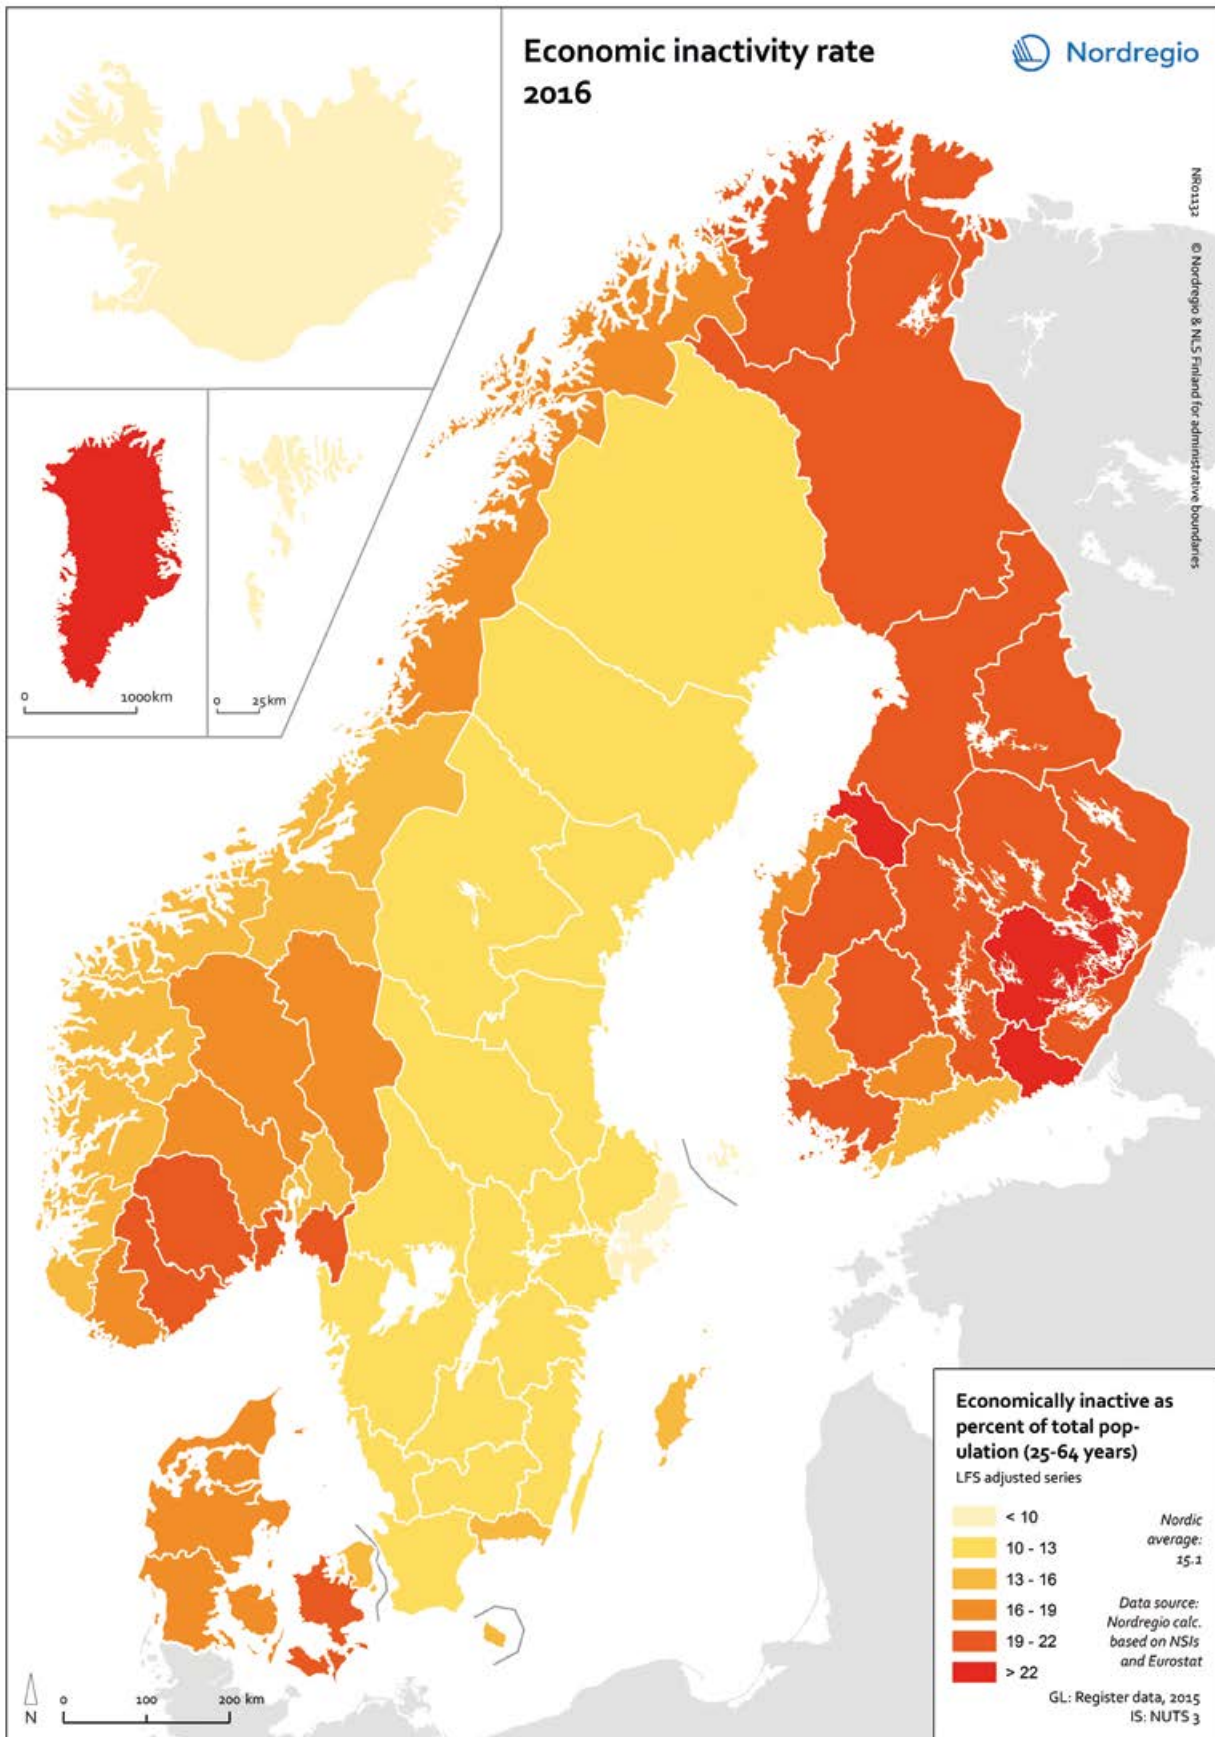 Economic inactivity rate
2016
Nordregio
NR01132 © Nordregio & NLS Finland for administrative boundaries
0 1000km
0 25km
Economically inactive as
percent of total pop-
ulation (25-64 years)
LFS adjusted series
< 10
10 - 13
13 - 16
16 - 19
19 - 22
> 22
Nordic
average:
15.1
Data source:
Nordregio calc.
based on NSIs
and Eurostat
GL: Register data, 2015
IS: NUTS 3
N
0 100 200 km